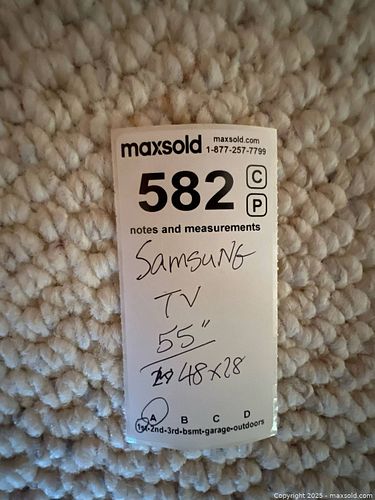 maxsold maxsold.com
1-877-257-7799
582 C
P
notes and measurements
Samsung
TV
55"
48x28
A B C D
1st-2nd-3rd-bsmt-garage-outdoors
Copyright 2025 - maxsold.com